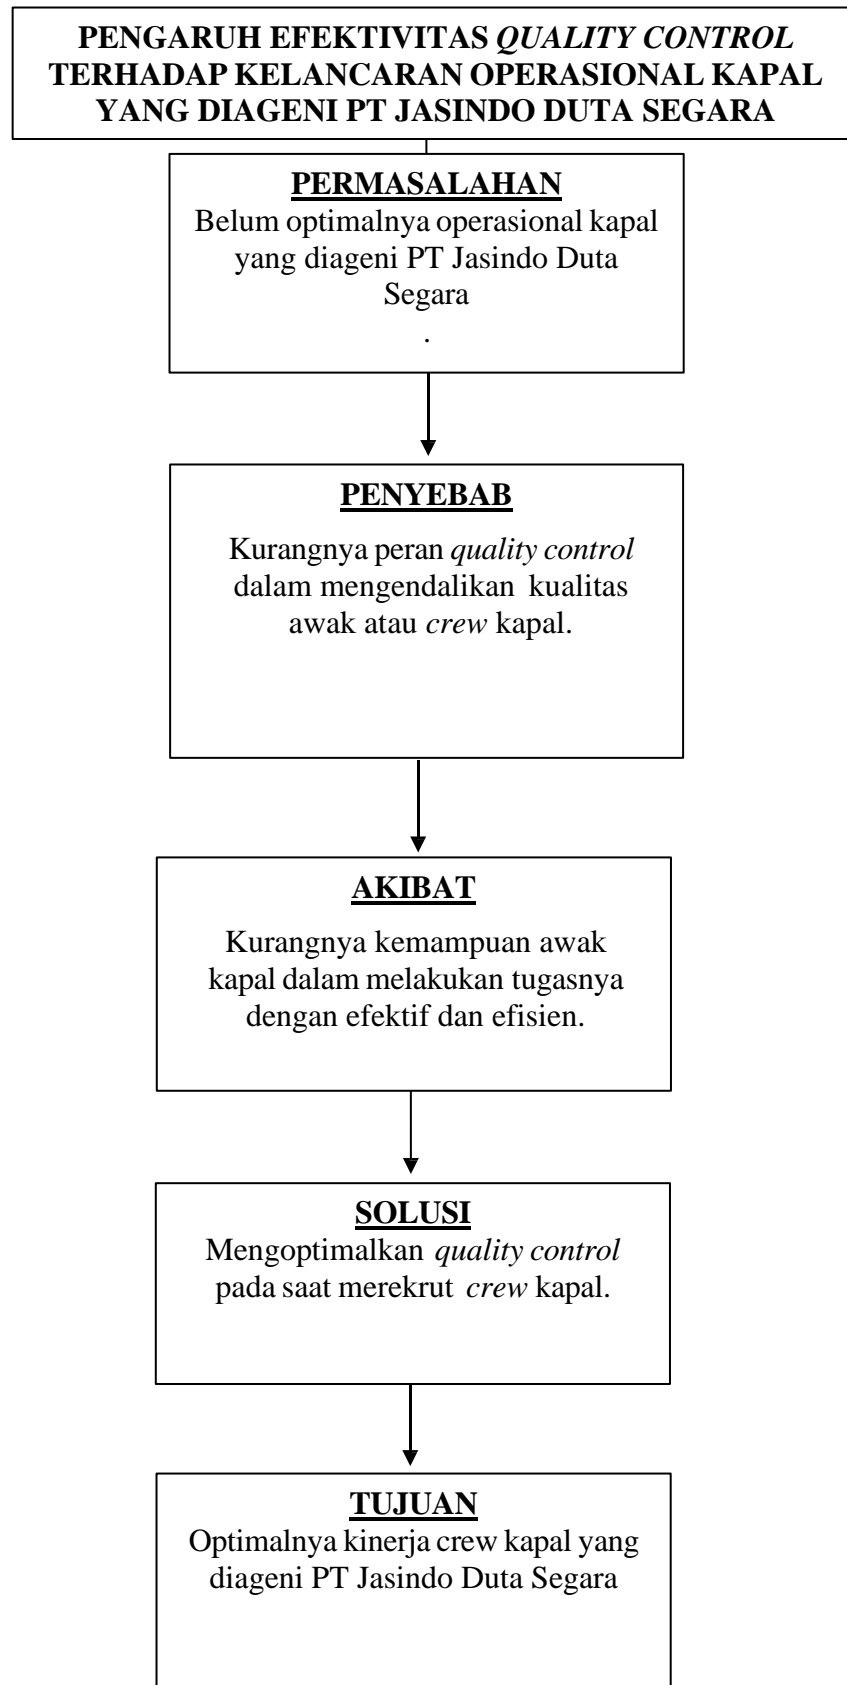 PENGARUH EFEKTIVITAS QUALITY CONTROL
TERHADAP KELANCARAN OPERASIONAL KAPAL
YANG DIAGENI PT JASINDO DUTA SEGARA
PERMASALAHAN
Belum optimalnya operasional kapal
yang diageni PT Jasindo Duta
Segara
.
PENYEBAB
Kurangnya peran quality control
dalam mengendalikan kualitas
awak atau crew kapal.
AKIBAT
Kurangnya kemampuan awak
kapal dalam melakukan tugasnya
dengan efektif dan efisien.
SOLUSI
Mengoptimalkan quality control
pada saat merekrut crew kapal.
TUJUAN
Optimalnya kinerja crew kapal yang
diageni PT Jasindo Duta Segara